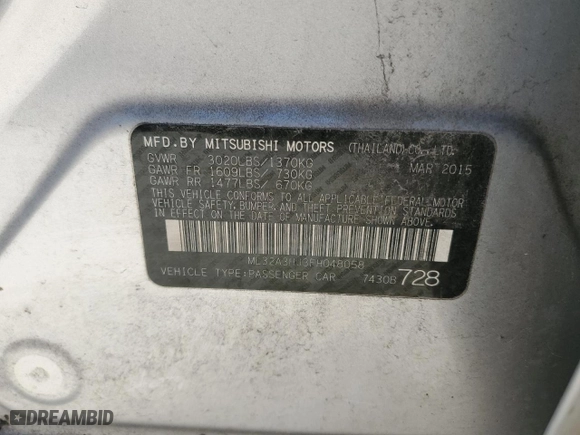 MFD.BY MITSUBISHI MOTORS (THAILAND) CO., LTD.
GVWR 3020LBS/1370KG MAR 2015
GAWR FR 1609LBS/ 730KG
GAWR RR 1477LBS/ 670KG
THIS VEHICLE CONFORMS TO ALL APPLICABLE FEDERAL MOTOR
VEHICLE SAFETY, BUMPER, AND THEFT PREVENTION STANDARDS
IN EFFECT ON THE DATE OF MANUFACTURE SHOWN ABOVE.
VEHICLE TYPE:PASSENGER CAR 7430B 728
DREAMBID